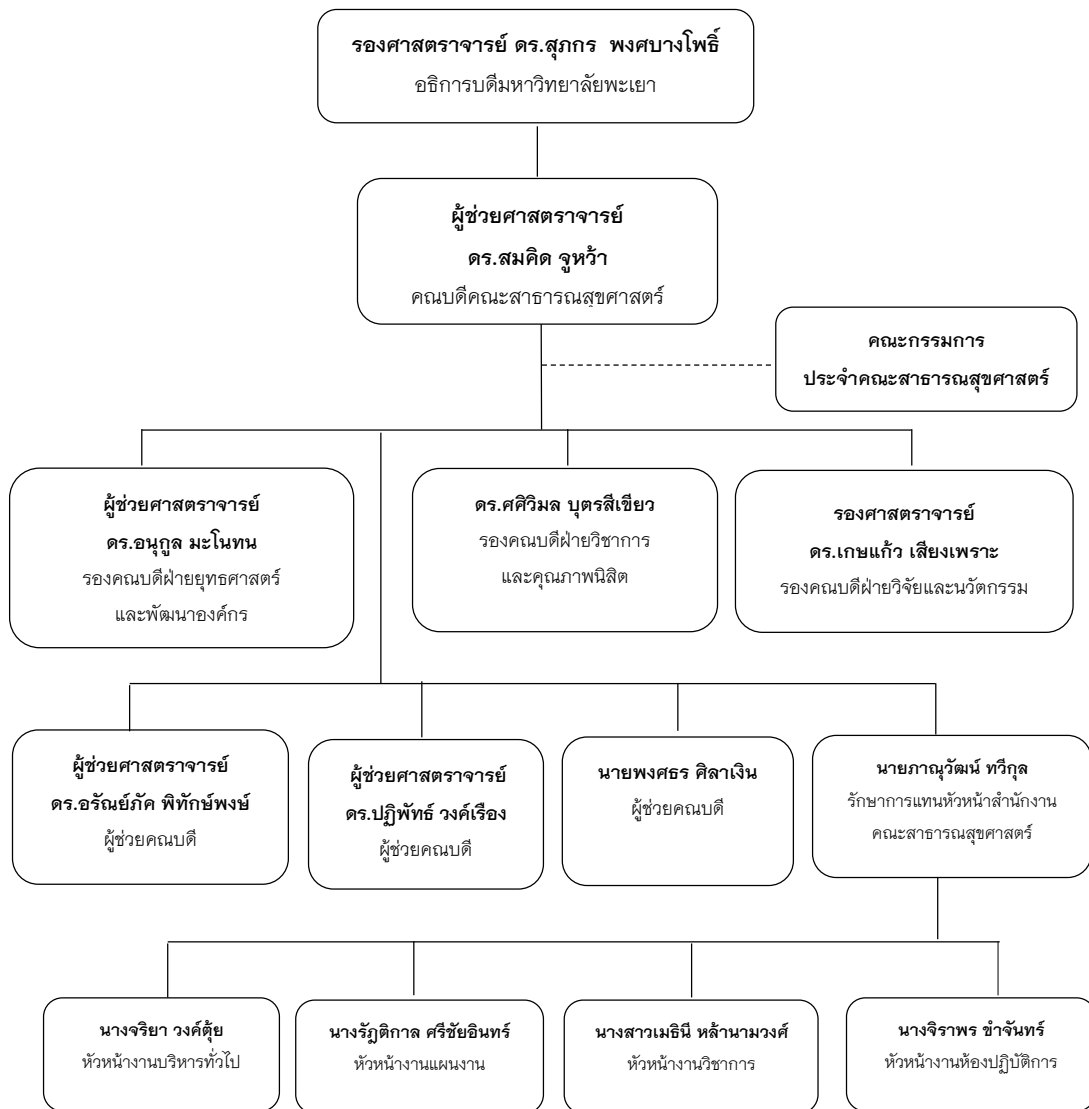 รองศาสตราจารย์ ดร.สุภกร พงศบางโพธิ์
อธิการบดีมหาวิทยาลัยพะเยา
ผู้ช่วยศาสตราจารย์
ดร.สมคิด จูหว้า
คณบดีคณะสาธารณสุขศาสตร์
คณะกรรมการ
ประจำคณะสาธารณสุขศาสตร์
ผู้ช่วยศาสตราจารย์
ดร.อนุกูล มะโนทน
รองคณบดีฝ่ายยุทธศาสตร์
และพัฒนาองค์กร
ดร.ศศิวิมล บุตรสีเขียว
รองคณบดีฝ่ายวิชาการ
และคุณภาพนิสิต
รองศาสตราจารย์
ดร.เกษแก้ว เสียงเพราะ
รองคณบดีฝ่ายวิจัยและนวัตกรรม
ผู้ช่วยศาสตราจารย์
ดร.อรัณย์ภัค พิทักษ์พงษ์
ผู้ช่วยคณบดี
ผู้ช่วยศาสตราจารย์
ดร.ปฏิพัทธ์ วงค์เรือง
ผู้ช่วยคณบดี
นายพงศธร ศิลาเงิน
ผู้ช่วยคณบดี
นายภาณุวัฒน์ ทวีกุล
รักษาการแทนหัวหน้าสำนักงาน
คณะสาธารณสุขศาสตร์
นางจริยา วงค์ตุ้ย
หัวหน้างานบริหารทั่วไป
นางรัฏติกาล ศรีชัยอินทร์
หัวหน้างานแผนงาน
นางสาวเมธินี หล้านามวงศ์
หัวหน้างานวิชาการ
นางจิราพร ขำจันทร์
หัวหน้างานห้องปฏิบัติการ